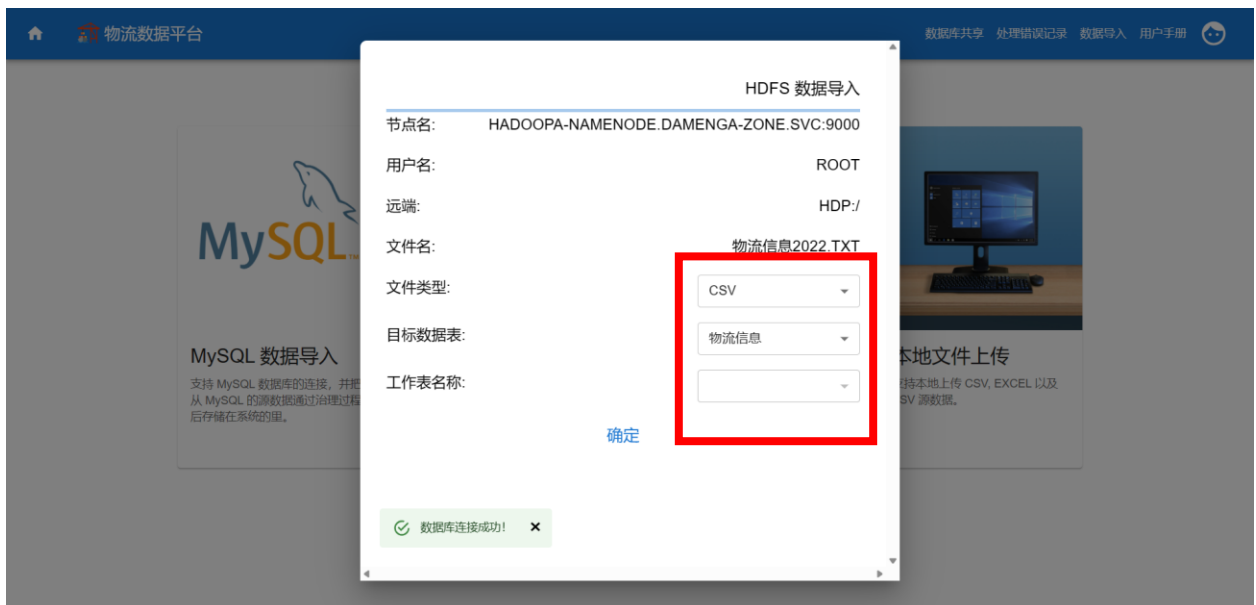 物流数据平台
数据库共享 处理错误记录 数据导入 用户手册
HDFS 数据导入
节点名: HADOOPA-NAMENODE.DAMENGA-ZONE.SVC:9000
用户名: ROOT
远端: HDP:/
文件名: 物流信息2022.TXT
文件类型: CSV
目标数据表: 物流信息
工作表名称:
确定
数据库连接成功!
MySQL
TM
MySQL 数据导入
支持 MySQL 数据库的连接，并把
从 MySQL 的源数据通过治理过程
后存储在系统的里。
本地文件上传
持本地上传 CSV, EXCEL 以及
SV 源数据。